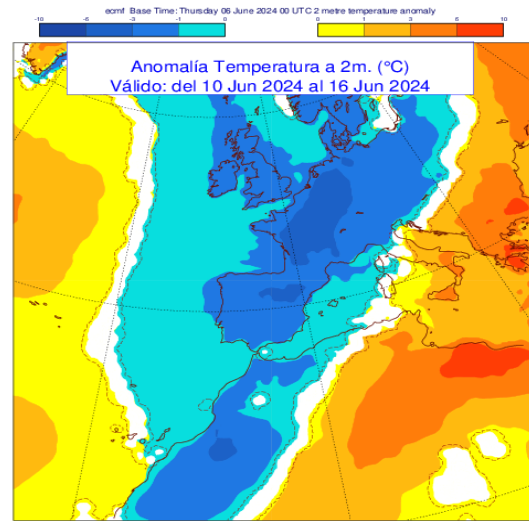 ecmf Base Time: Thursday 06 June 2024 00 UTC 2 metre temperature anomaly
-10 -6 -3 -1 0 0 1 3 6 10
Anomalía Temperatura a 2m. (°C)
Válido: del 10 Jun 2024 al 16 Jun 2024